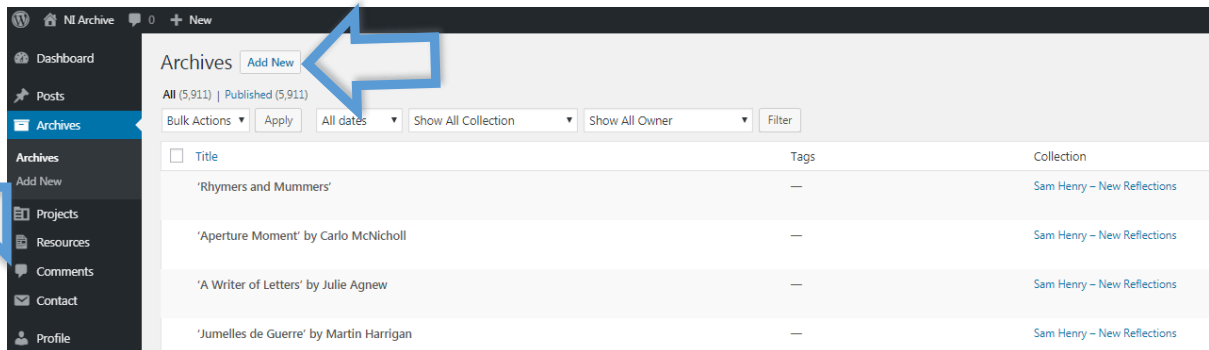 NI Archive 0 + New
Dashboard
Posts
Archives
Archives
Add New
Projects
Resources
Comments
Contact
Profile
Archives Add New
All (5,911) | Published (5,911)
Bulk Actions Apply All dates Show All Collection Show All Owner Filter
Title Tags Collection
'Rhymers and Mummers' — Sam Henry – New Reflections
'Aperture Moment' by Carlo McNicholl — Sam Henry – New Reflections
'A Writer of Letters' by Julie Agnew — Sam Henry – New Reflections
'Jumelles de Guerre' by Martin Harrigan — Sam Henry – New Reflections